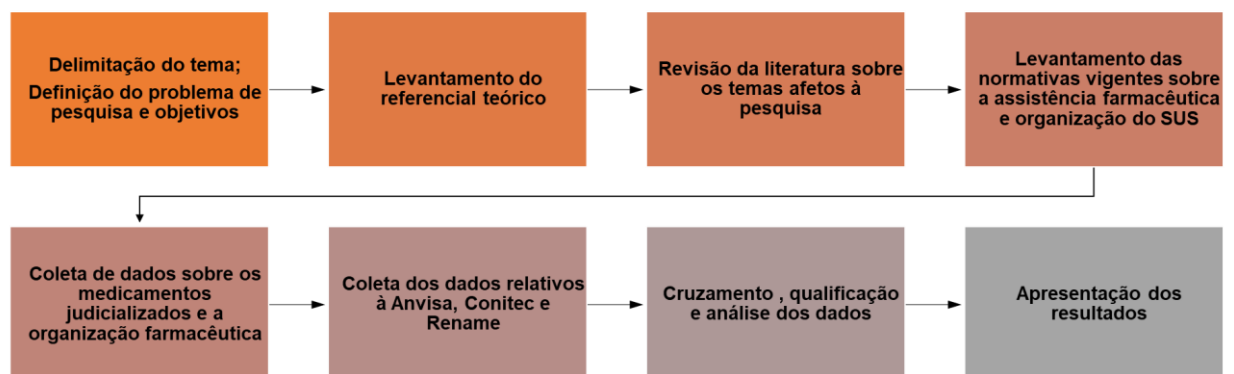 Delimitação do tema;
Definição do problema de
pesquisa e objetivos
Levantamento do
referencial teórico
Revisão da literatura sobre
os temas afetos à
pesquisa
Levantamento das
normativas vigentes sobre
a assistência farmacêutica
e organização do SUS
Coleta de dados sobre os
medicamentos
judicializados e a
organização farmacêutica
Coleta dos dados relativos
à Anvisa, Conitec e
Rename
Cruzamento , qualificação
e análise dos dados
Apresentação dos
resultados